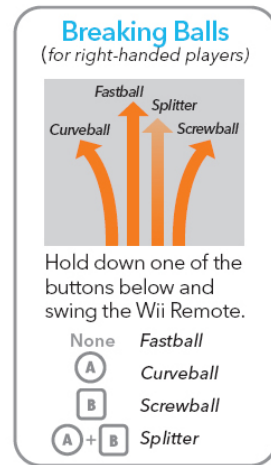 Breaking Balls
(for right-handed players)
Fastball
Splitter
Curveball
Screwball
Hold down one of the
buttons below and
swing the Wii Remote.
None Fastball
A Curveball
B Screwball
A + B Splitter